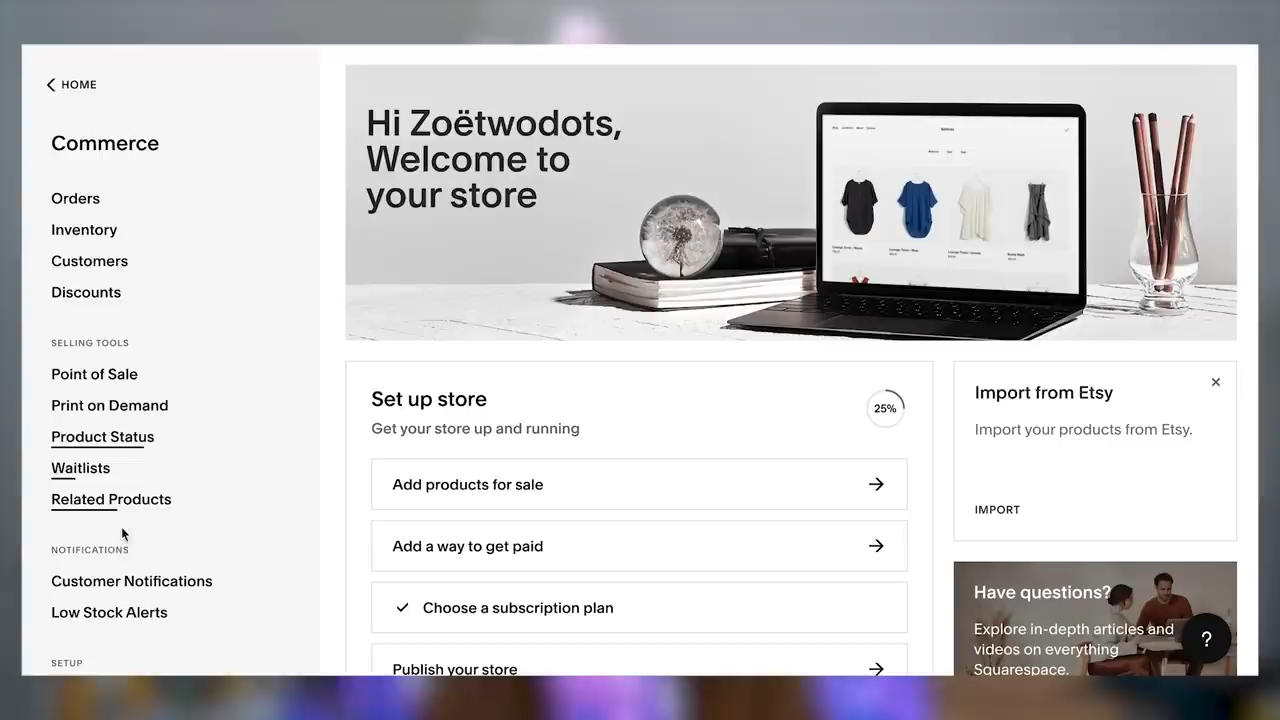 HOME
Commerce
Orders
Inventory
Customers
Discounts
SELLING TOOLS
Point of Sale
Print on Demand
Product Status
Waitlists
Related Products
NOTIFICATIONS
Customer Notifications
Low Stock Alerts
SETUP
Hi Zoëtwodots,
Welcome to
your store
Set up store
Get your store up and running
25%
Add products for sale
Add a way to get paid
Choose a subscription plan
Publish your store
Import from Etsy
Import your products from Etsy.
IMPORT
Have questions?
Explore in-depth articles and
videos on everything
Squarespace.
?